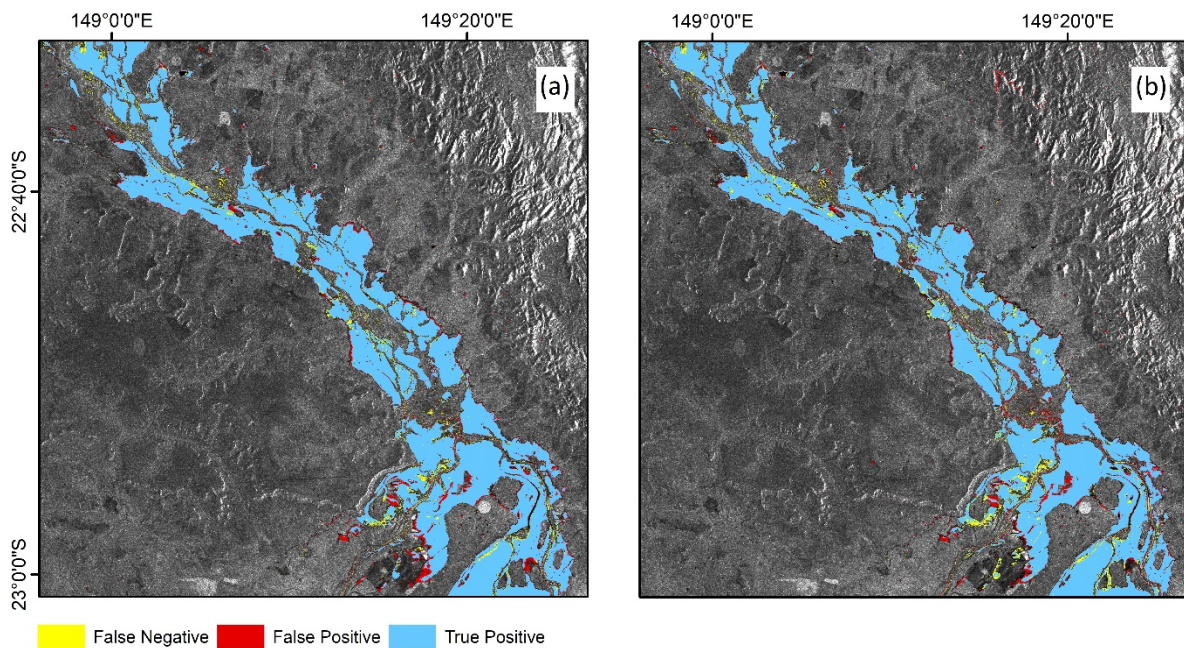 149°0'0"E 149°20'0"E 149°0'0"E 149°20'0"E
(a) (b)
22°40'0"S
23°0'0"S
False Negative False Positive True Positive